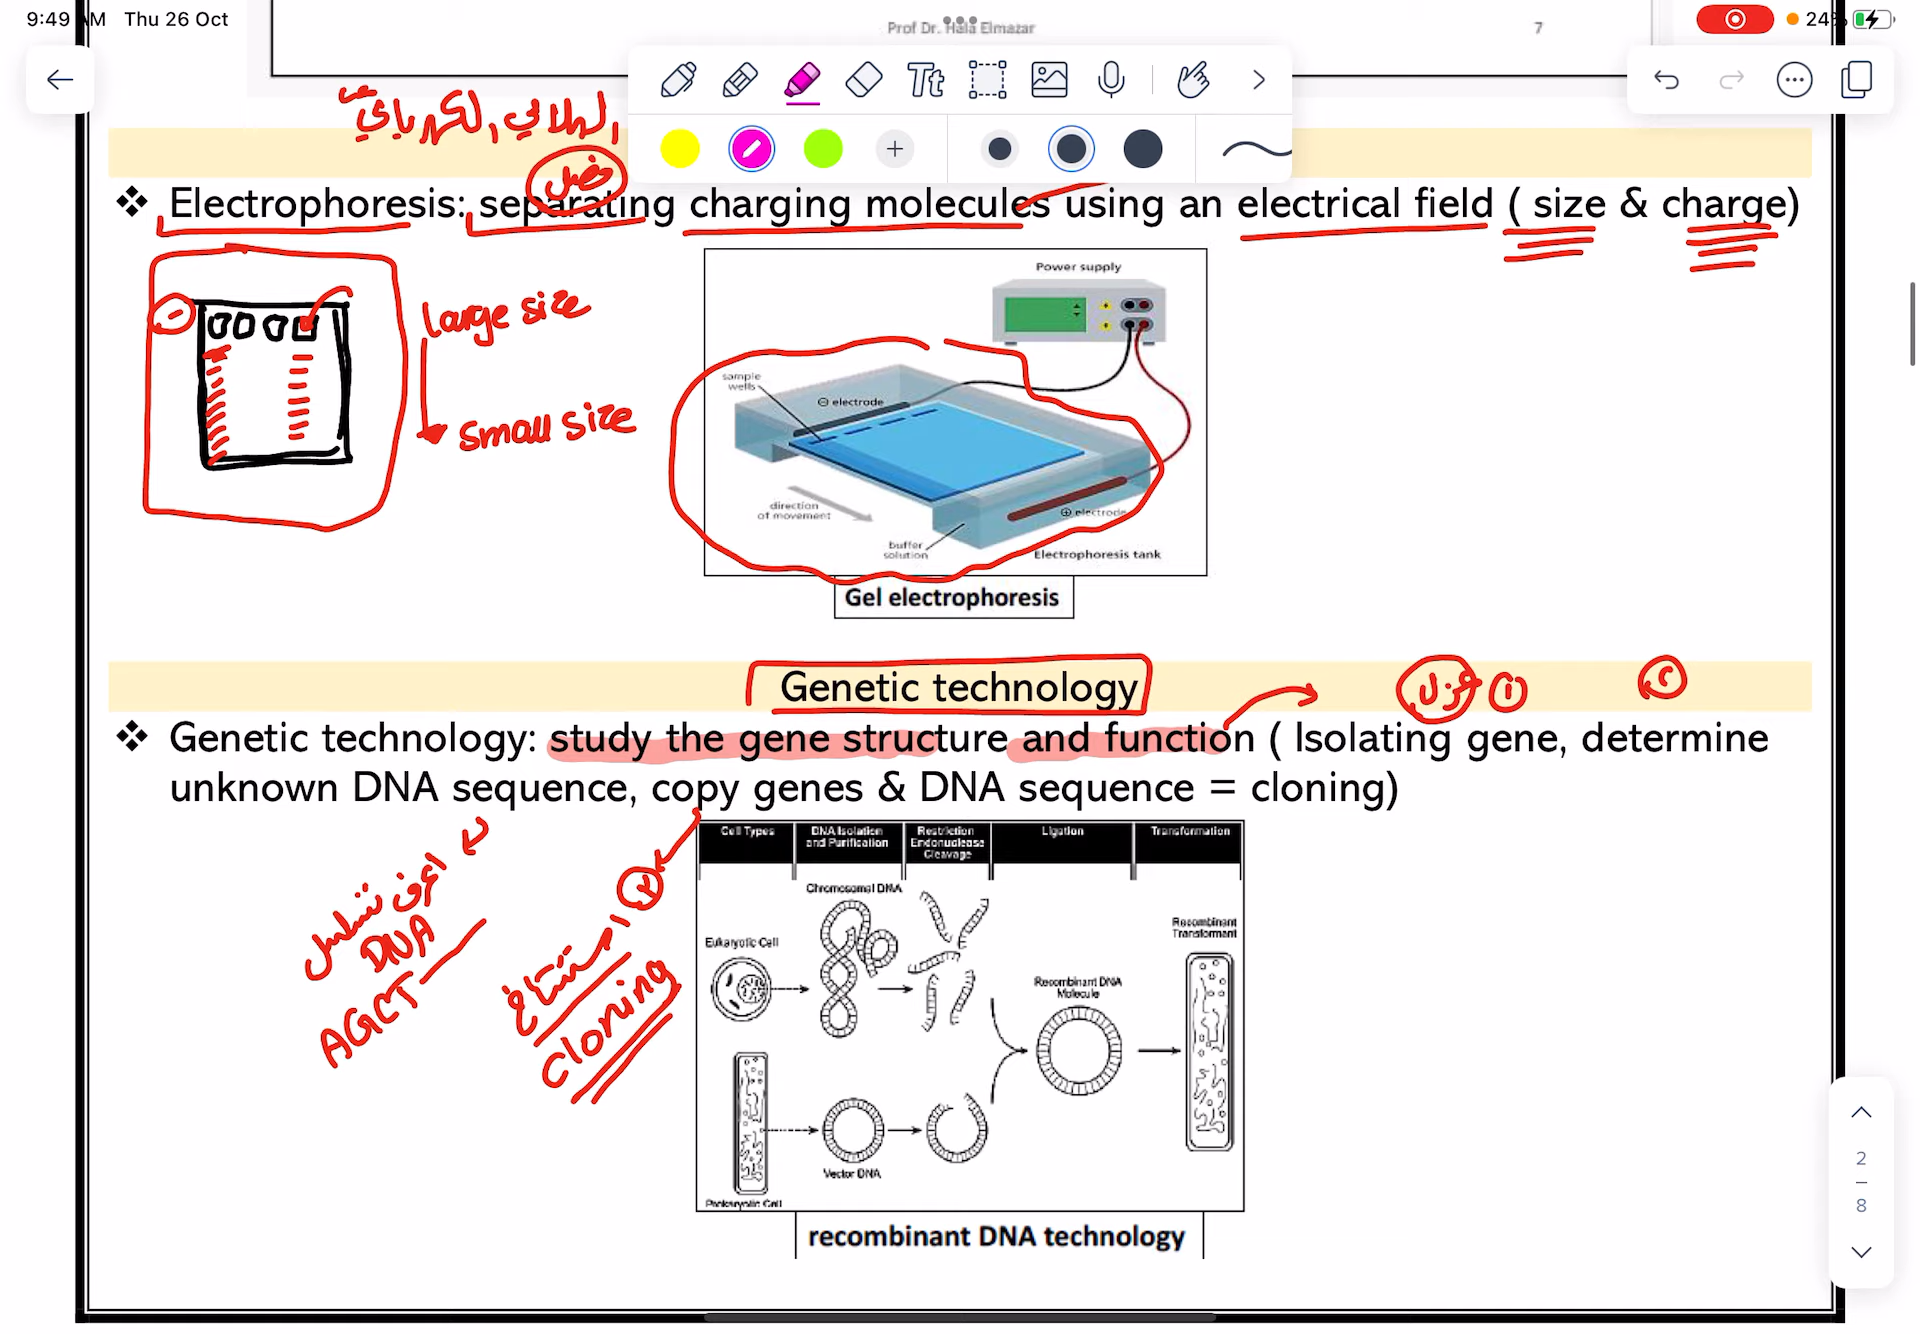 9:49 AM Thu 26 Oct
24%
Prof Dr. Hala Elmazar
7
Tt
فصل
❖ Electrophoresis: separating charging molecules using an electrical field ( size & charge)
Large size
Small size
Power supply
sample
wells
⊖ electrode
direction
of movement
⊕ electrode
buffer
solution
Electrophoresis tank
Gel electrophoresis
Genetic technology
عزل ①
②
❖ Genetic technology: study the gene structure and function ( Isolating gene, determine
unknown DNA sequence, copy genes & DNA sequence = cloning)
اعرف تسلسل
DNA
AGCT
استنساخ
cloning
Cell Types
DNA Isolation
and Purification
Restriction
Endonuclease
Cleavage
Ligation
Transformation
Chromosomal DNA
Eukaryotic Cell
Recombinant
Transformant
Recombinant DNA
Molecule
Vector DNA
Prokaryotic Cell
recombinant DNA technology
2
8